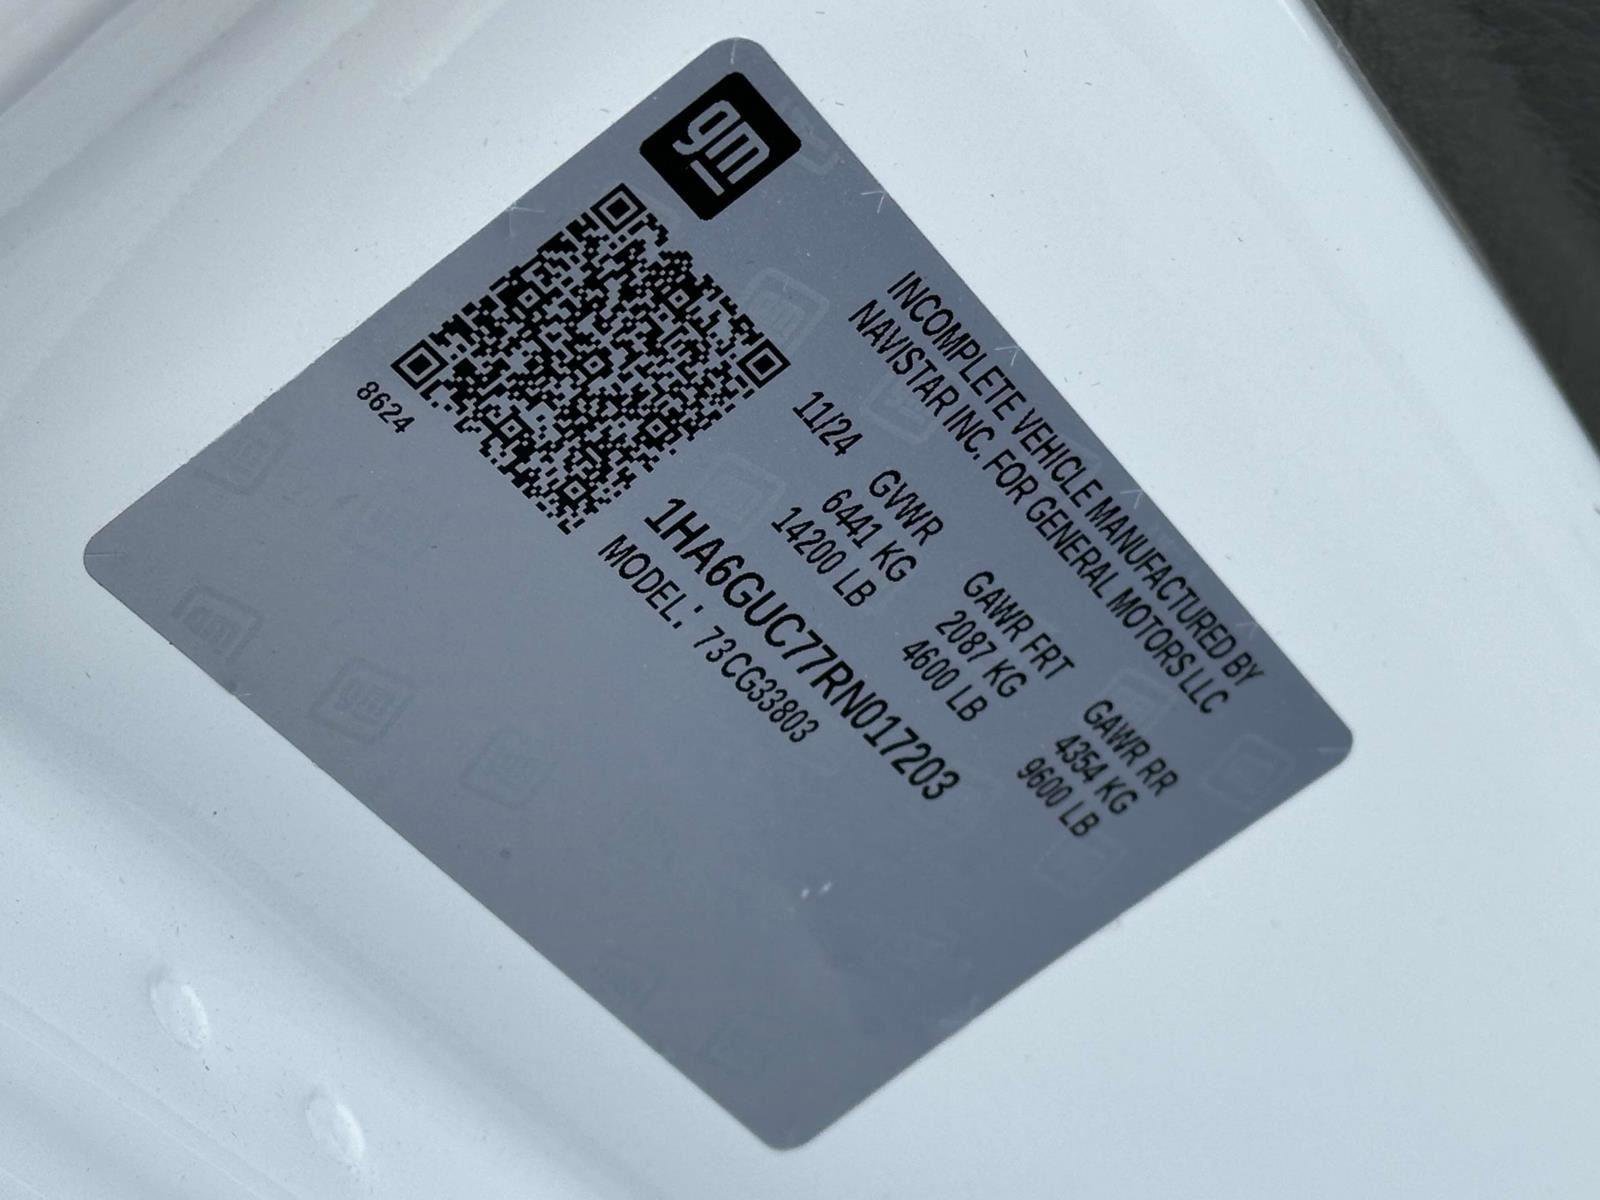 gm
INCOMPLETE VEHICLE MANUFACTURED BY
NAVISTAR INC. FOR GENERAL MOTORS LLC
11/24 GVWR GAWR FRT GAWR RR
6441 KG 2087 KG 4354 KG
14200 LB 4600 LB 9600 LB
1HA6GUC77RN017203
MODEL: 73CG33803
8624